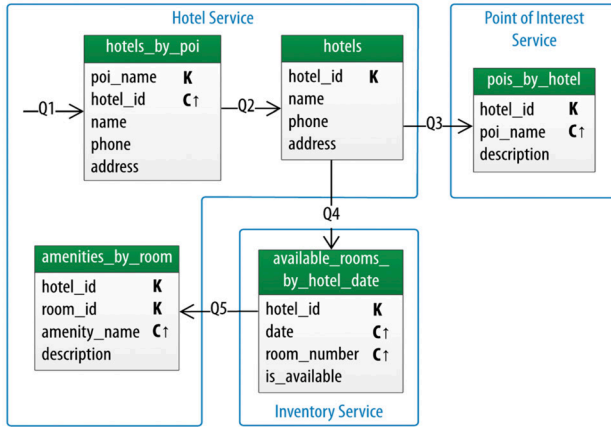 Hotel Service
Point of Interest
Service
hotels_by_poi
poi_name K
hotel_id C↑
name
phone
address
hotels
hotel_id K
name
phone
address
pois_by_hotel
hotel_id K
poi_name C↑
description
Q1
Q2
Q3
Q4
amenities_by_room
hotel_id K
room_id K
amenity_name C↑
description
Q5
available_rooms_
by_hotel_date
hotel_id K
date C↑
room_number C↑
is_available
Inventory Service